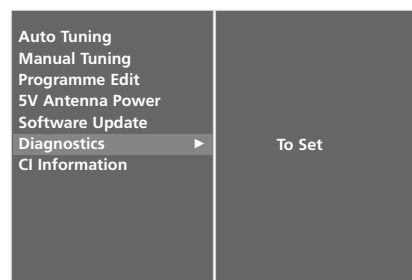 Auto Tuning
Manual Tuning
Programme Edit
5V Antenna Power
Software Update
Diagnostics ►
To Set
CI Information